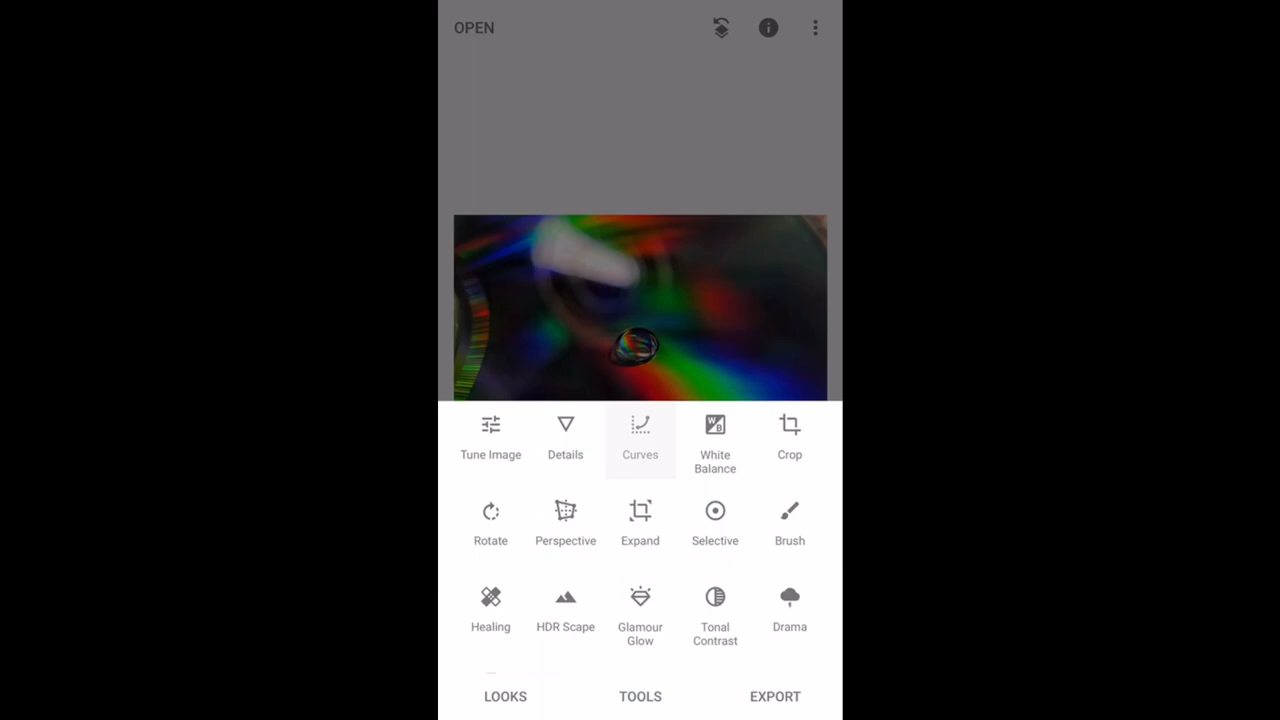 OPEN
Tune Image
Details
Curves
White
Balance
Crop
Rotate
Perspective
Expand
Selective
Brush
Healing
HDR Scape
Glamour
Glow
Tonal
Contrast
Drama
LOOKS
TOOLS
EXPORT